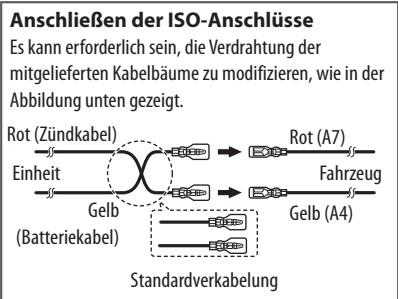 Anschließen der ISO-Anschlüsse
Es kann erforderlich sein, die Verdrahtung der
mitgelieferten Kabelbäume zu modifizieren, wie in der
Abbildung unten gezeigt.
Rot (Zündkabel)
Rot (A7)
Einheit
Fahrzeug
Gelb
(Batteriekabel)
Gelb (A4)
Standardverkabelung